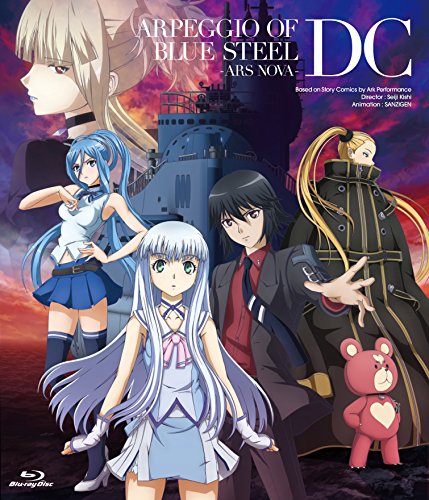 ARPEGGIO OF
BLUE STEEL
-ARS NOVA-
DC
Based on Story Comics by Ark Performance
Director : Seiji Kishi
Animation : SANZIGEN
Blu-ray Disc